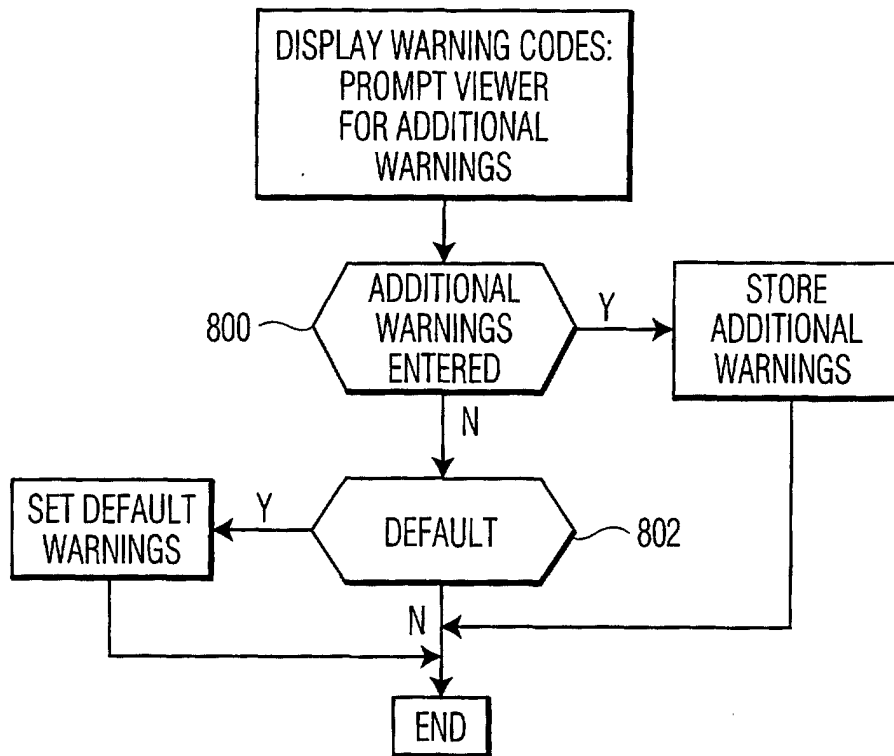 DISPLAY WARNING CODES:
PROMPT VIEWER
FOR ADDITIONAL
WARNINGS
800
ADDITIONAL
WARNINGS
ENTERED
Y
STORE
ADDITIONAL
WARNINGS
N
SET DEFAULT
WARNINGS
Y
DEFAULT
802
N
END